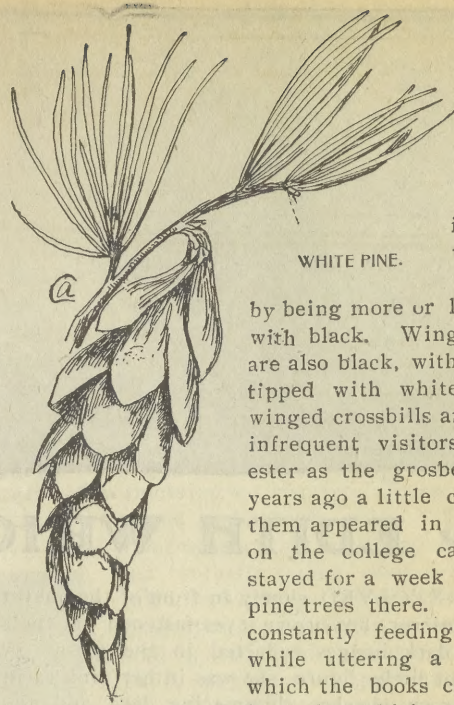 a
WHITE PINE.
by being more or
with black. Wing
are also black, with
tipped with white
winged crossbills
infrequent visitors
ester as the
years ago a little
them appeared in
on the college
stayed for a week
pine trees there.
constantly feeding
while uttering a
which the books